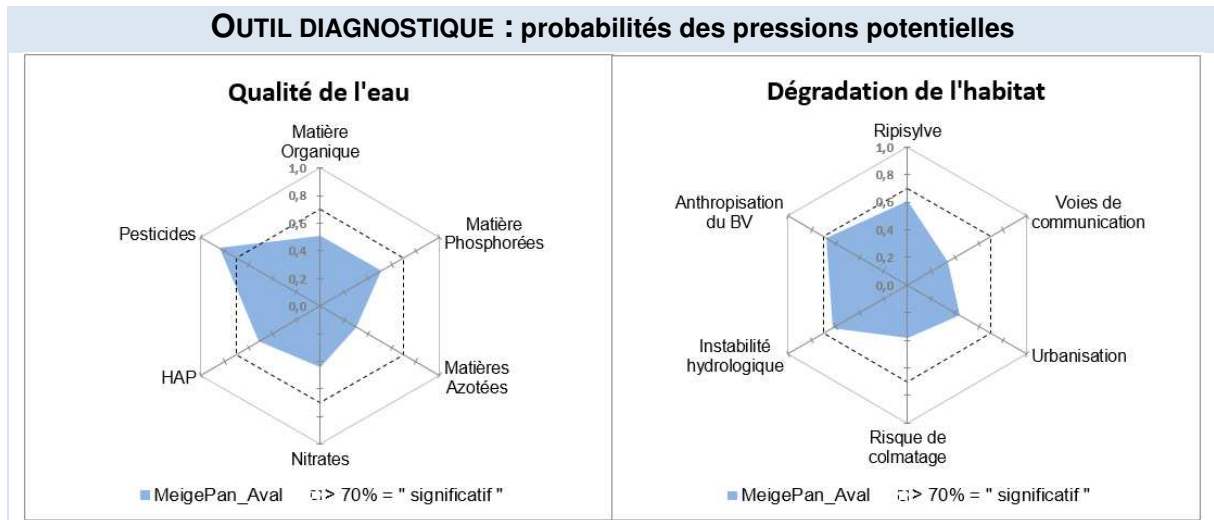 OUTIL DIAGNOSTIQUE : probabilités des pressions potentielles
Qualité de l'eau
Matière
Organique
1,0
0,8
0,6
0,4
0,2
0,0
Pesticides
Matière
Phosphorées
HAP
Matières
Azotées
Nitrates
MeigePan_Aval
> 70% = " significatif "
Dégradation de l'habitat
Ripisylve
1,0
0,8
0,6
0,4
0,2
0,0
Anthropisation
du BV
Voies de
communication
Instabilité
hydrologique
Urbanisation
Risque de
colmatage
MeigePan_Aval
> 70% = " significatif "